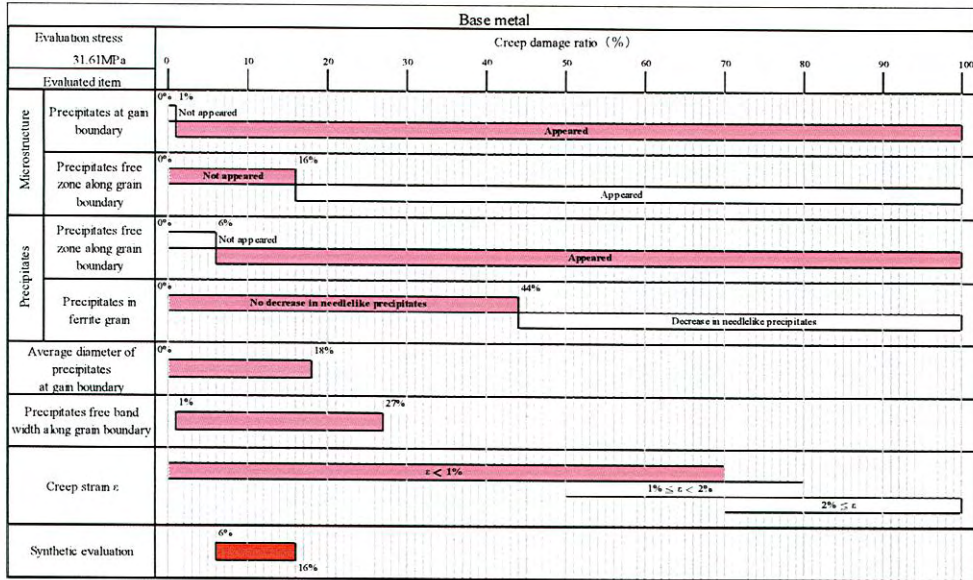 Base metal
Evaluation stress
31.61MPa
Creep damage ratio (%)
0 10 20 30 40 50 60 70 80 90 100
Evaluated item
Microstructure
Precipitates at gain
boundary
0% 1%
Not appeared
Appeared
Precipitates free
zone along grain
boundary
0% 16%
Not appeared
Appeared
Precipitates
Precipitates free
zone along grain
boundary
0% 6%
Not appeared
Appeared
Precipitates in
ferrite grain
0% 44%
No decrease in needlelike precipitates
Decrease in needlelike precipitates
Average diameter of
precipitates
at gain boundary
0% 18%
Precipitates free band
width along grain boundary
1% 27%
Creep strain ε
ε < 1%
1% ≤ ε < 2%
2% ≤ ε
Synthetic evaluation
6%
16%